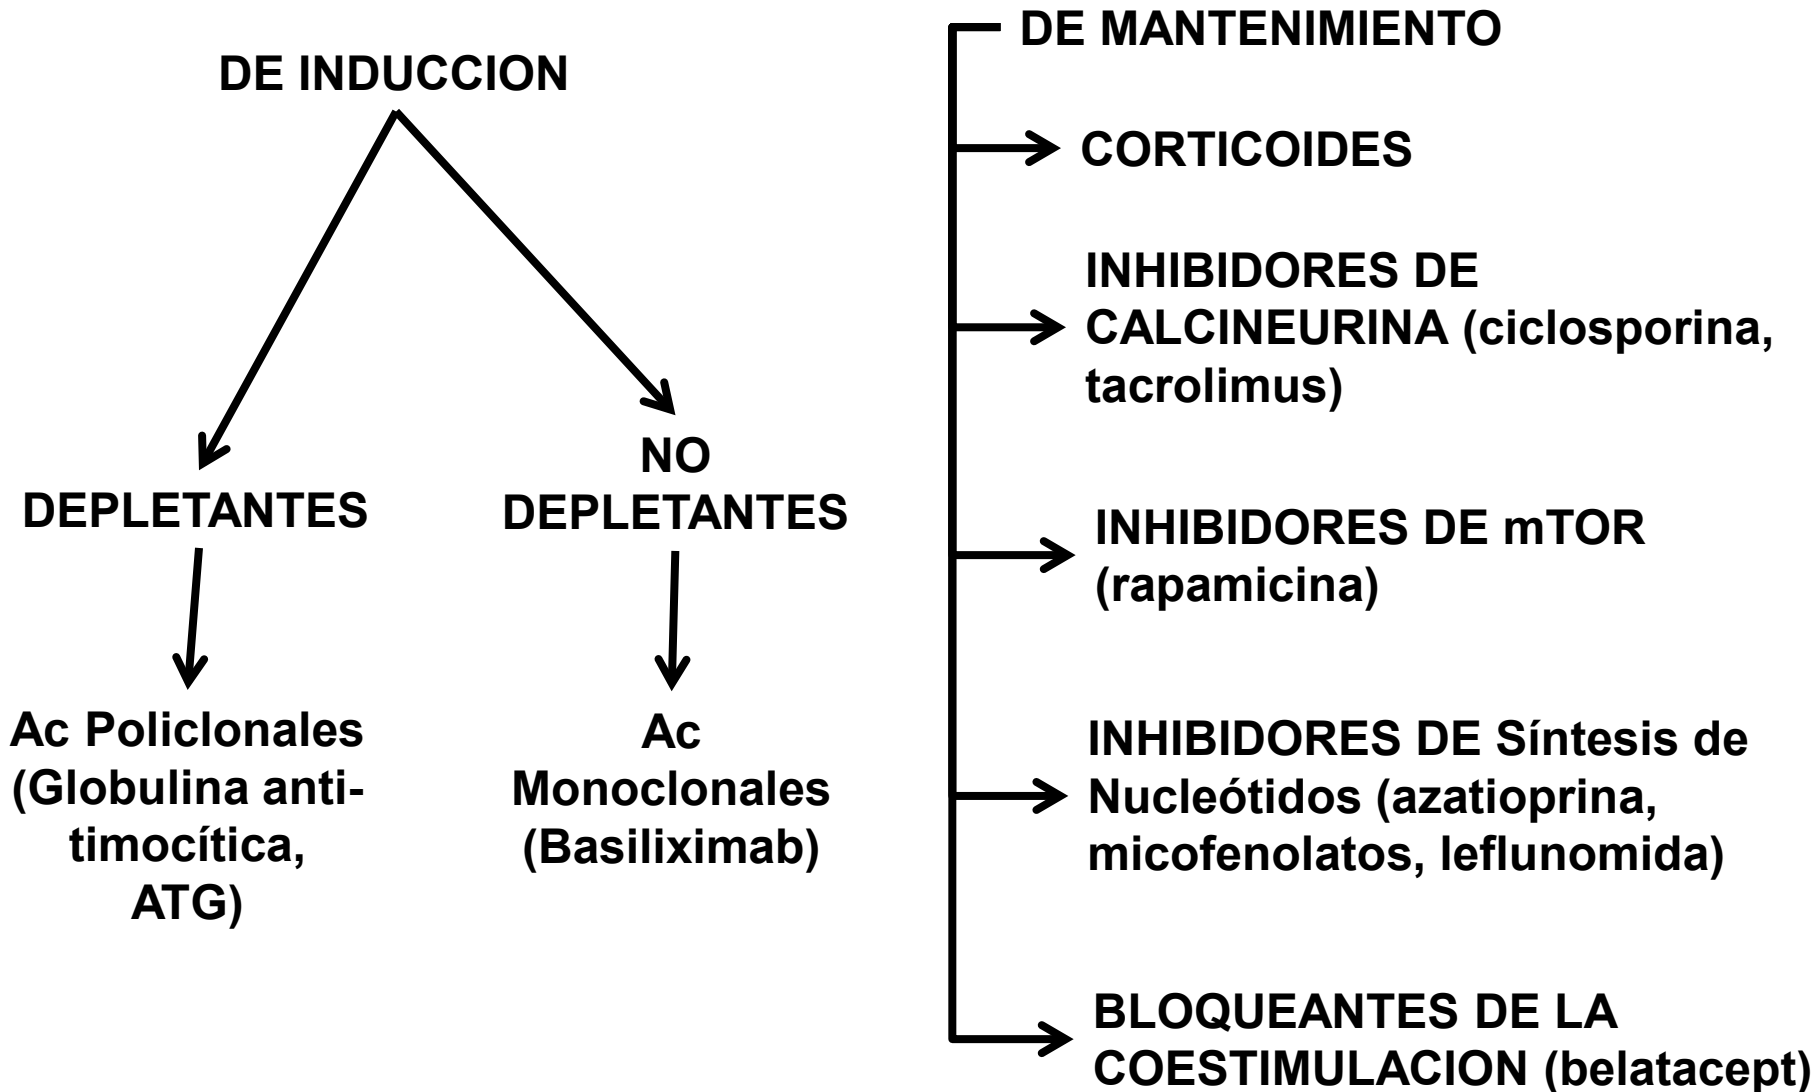 DE INDUCCION
DEPLETANTES
Ac Policlonales
(Globulina anti-
timocítica,
ATG)
NO
DEPLETANTES
Ac
Monoclonales
(Basiliximab)
DE MANTENIMIENTO
CORTICOIDES
INHIBIDORES DE
CALCINEURINA (ciclosporina,
tacrolimus)
INHIBIDORES DE mTOR
(rapamicina)
INHIBIDORES DE Síntesis de
Nucleótidos (azatioprina,
micofenolatos, leflunomida)
BLOQUEANTES DE LA
COESTIMULACION (belatacept)